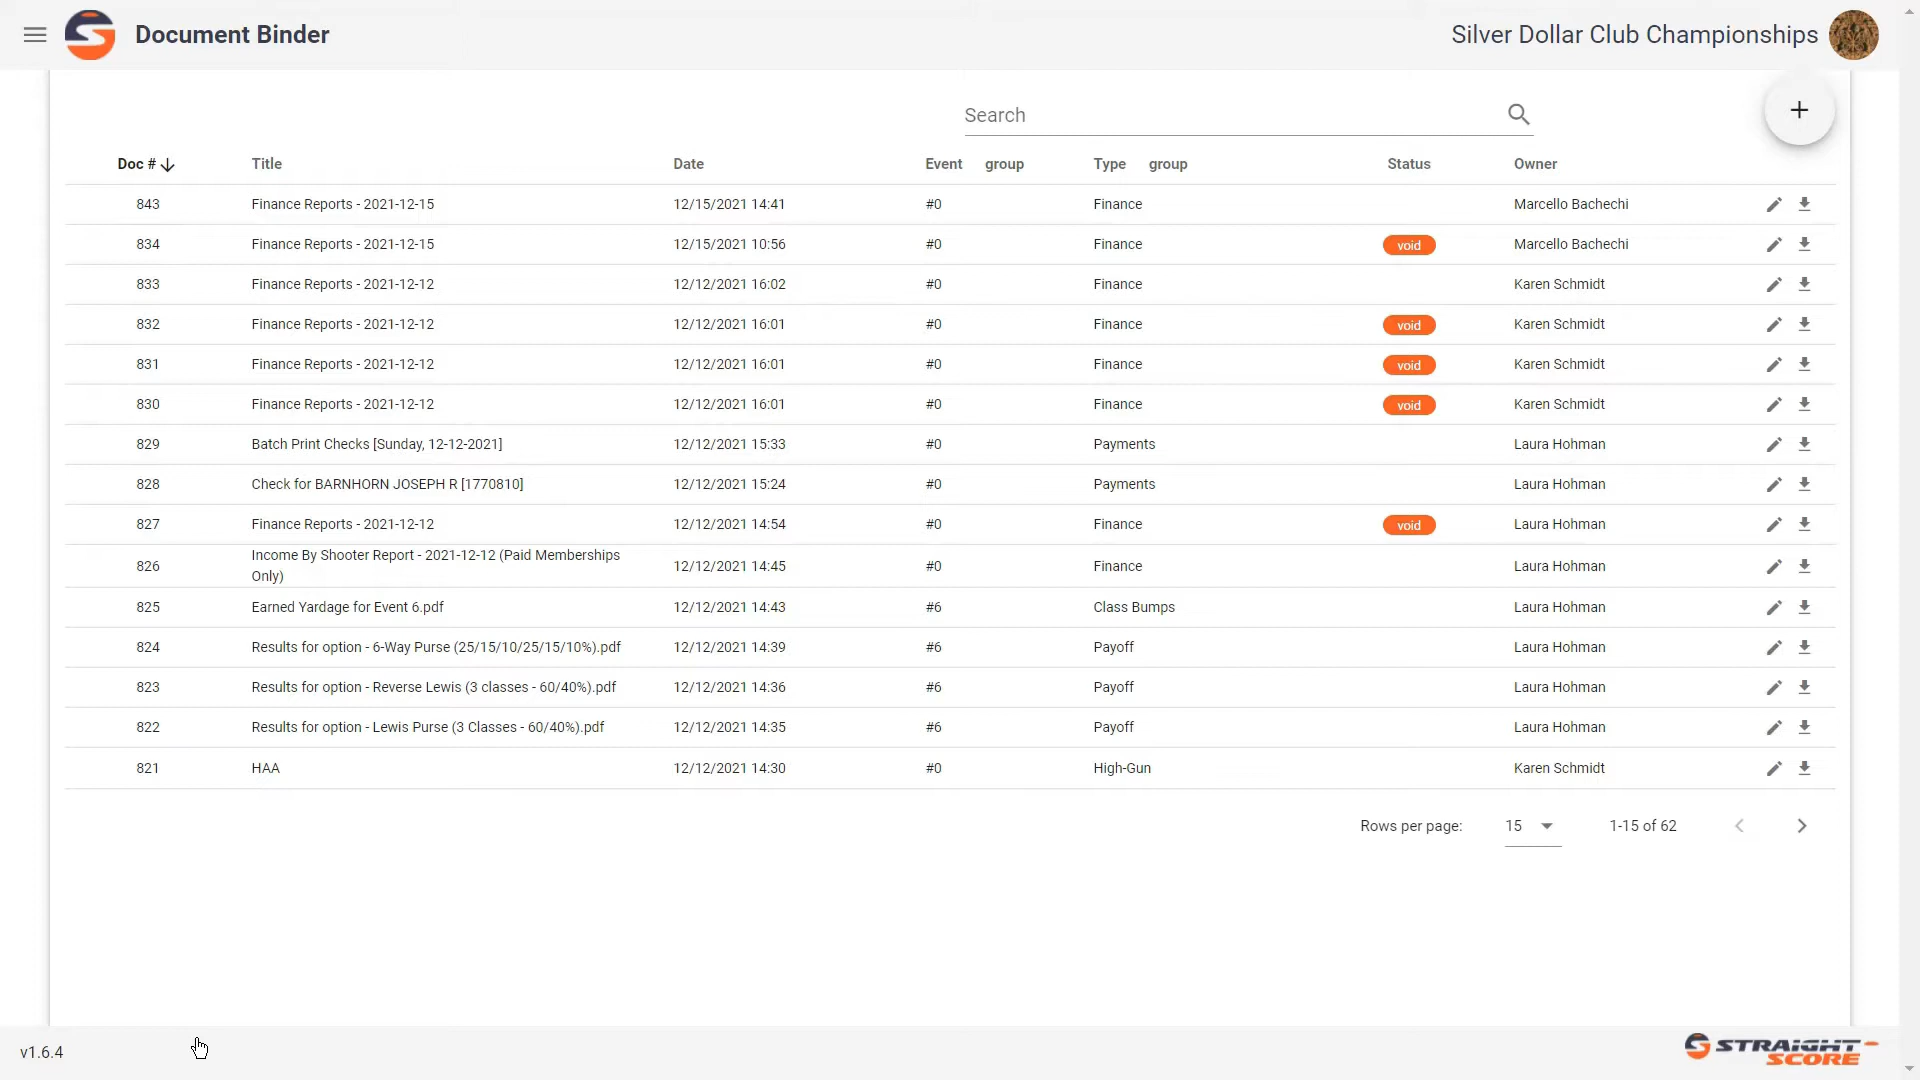 Document Binder
Silver Dollar Club Championships
Search
Doc # Title Date Event group Type group Status Owner
843 Finance Reports - 2021-12-15 12/15/2021 14:41 #0 Finance Marcello Bachechi
834 Finance Reports - 2021-12-15 12/15/2021 10:56 #0 Finance void Marcello Bachechi
833 Finance Reports - 2021-12-12 12/12/2021 16:02 #0 Finance Karen Schmidt
832 Finance Reports - 2021-12-12 12/12/2021 16:01 #0 Finance void Karen Schmidt
831 Finance Reports - 2021-12-12 12/12/2021 16:01 #0 Finance void Karen Schmidt
830 Finance Reports - 2021-12-12 12/12/2021 16:01 #0 Finance void Karen Schmidt
829 Batch Print Checks [Sunday, 12-12-2021] 12/12/2021 15:33 #0 Payments Laura Hohman
828 Check for BARNHORN JOSEPH R [1770810] 12/12/2021 15:24 #0 Payments Laura Hohman
827 Finance Reports - 2021-12-12 12/12/2021 14:54 #0 Finance void Laura Hohman
826 Income By Shooter Report - 2021-12-12 (Paid Memberships
Only) 12/12/2021 14:45 #0 Finance Laura Hohman
825 Earned Yardage for Event 6.pdf 12/12/2021 14:43 #6 Class Bumps Laura Hohman
824 Results for option - 6-Way Purse (25/15/10/25/15/10%).pdf 12/12/2021 14:39 #6 Payoff Laura Hohman
823 Results for option - Reverse Lewis (3 classes - 60/40%).pdf 12/12/2021 14:36 #6 Payoff Laura Hohman
822 Results for option - Lewis Purse (3 Classes - 60/40%).pdf 12/12/2021 14:35 #6 Payoff Laura Hohman
821 HAA 12/12/2021 14:30 #0 High-Gun Karen Schmidt
Rows per page: 15 1-15 of 62
v1.6.4
STRAIGHT-
SCORE